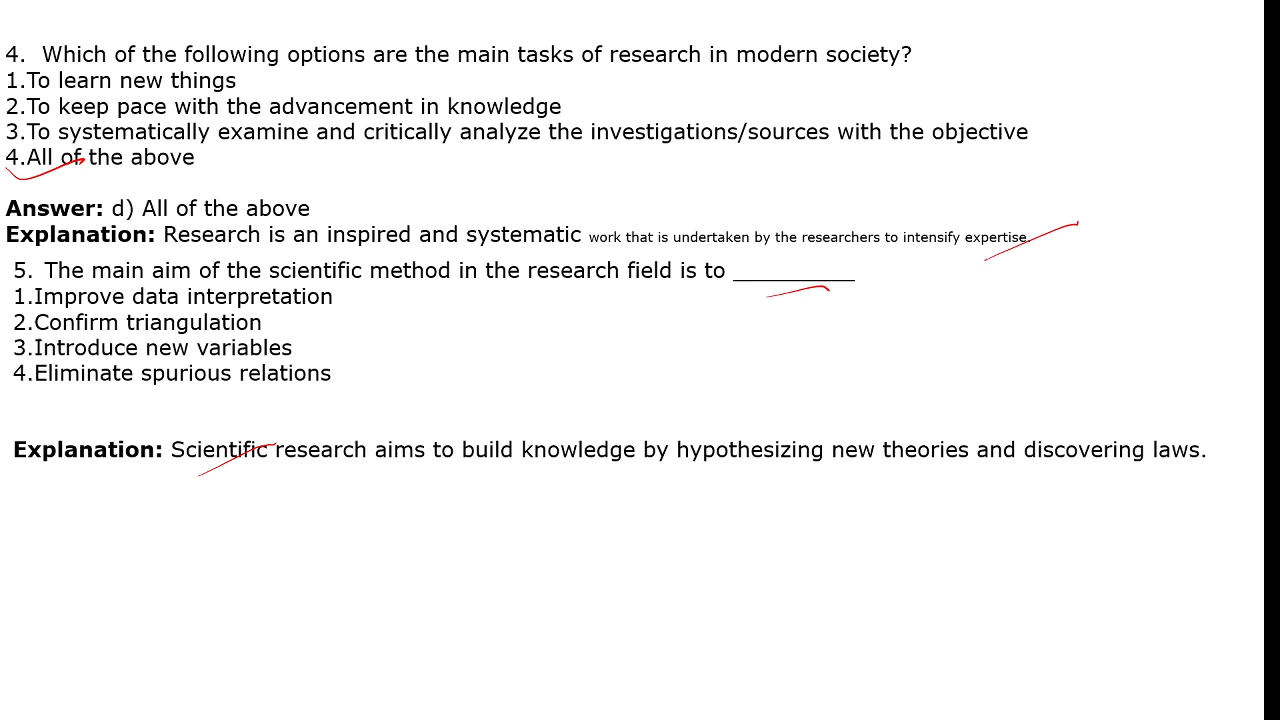 4. Which of the following options are the main tasks of research in modern society?
1.To learn new things
2.To keep pace with the advancement in knowledge
3.To systematically examine and critically analyze the investigations/sources with the objective
4.All of the above
Answer: d) All of the above
Explanation: Research is an inspired and systematic work that is undertaken by the researchers to intensify expertise.
5. The main aim of the scientific method in the research field is to ___________
1.Improve data interpretation
2.Confirm triangulation
3.Introduce new variables
4.Eliminate spurious relations
Explanation: Scientific research aims to build knowledge by hypothesizing new theories and discovering laws.